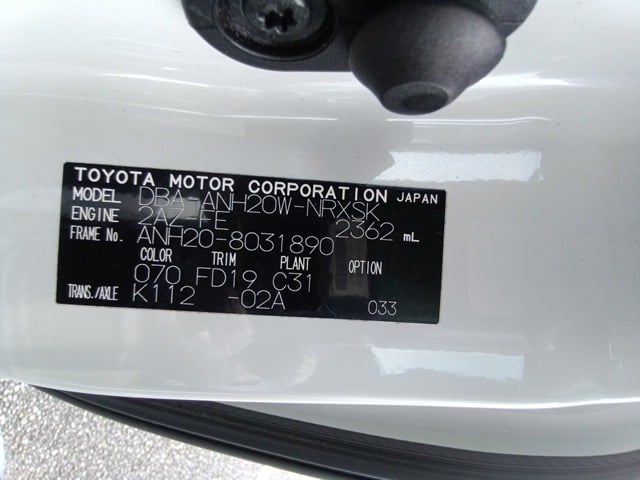 TOYOTA MOTOR CORPORATION JAPAN
MODEL DBA-ANH20W-NRXSK
ENGINE 2AZ-FE 2362 mL
FRAME No. ANH20-8031890
COLOR TRIM PLANT OPTION
070 FD19 C31
TRANS./AXLE K112 -02A 033